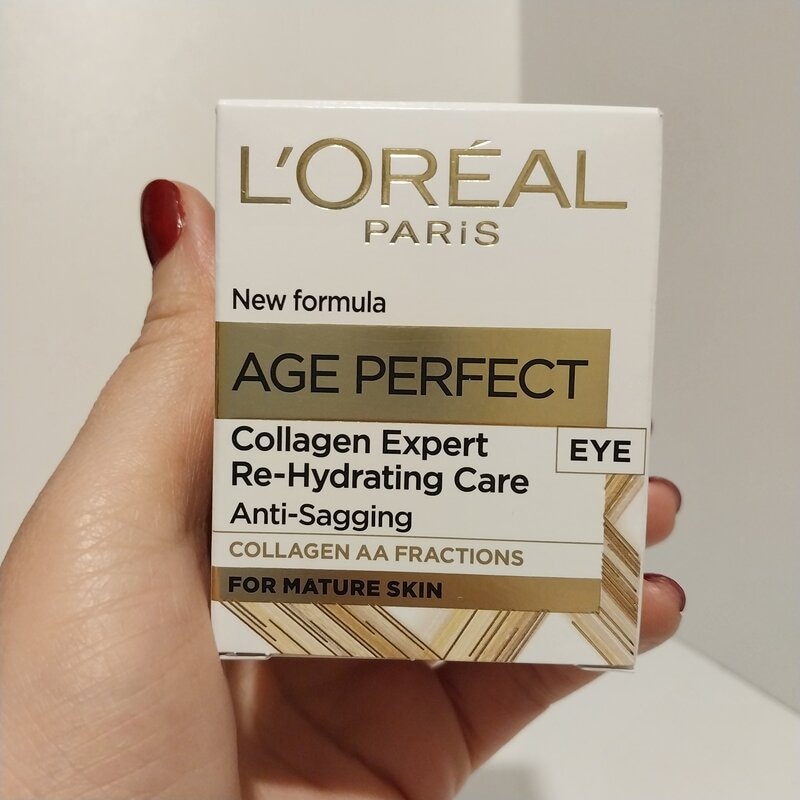 L'ORÉAL
PARiS
New formula
AGE PERFECT
Collagen Expert
Re-Hydrating Care
EYE
Anti-Sagging
COLLAGEN AA FRACTIONS
FOR MATURE SKIN